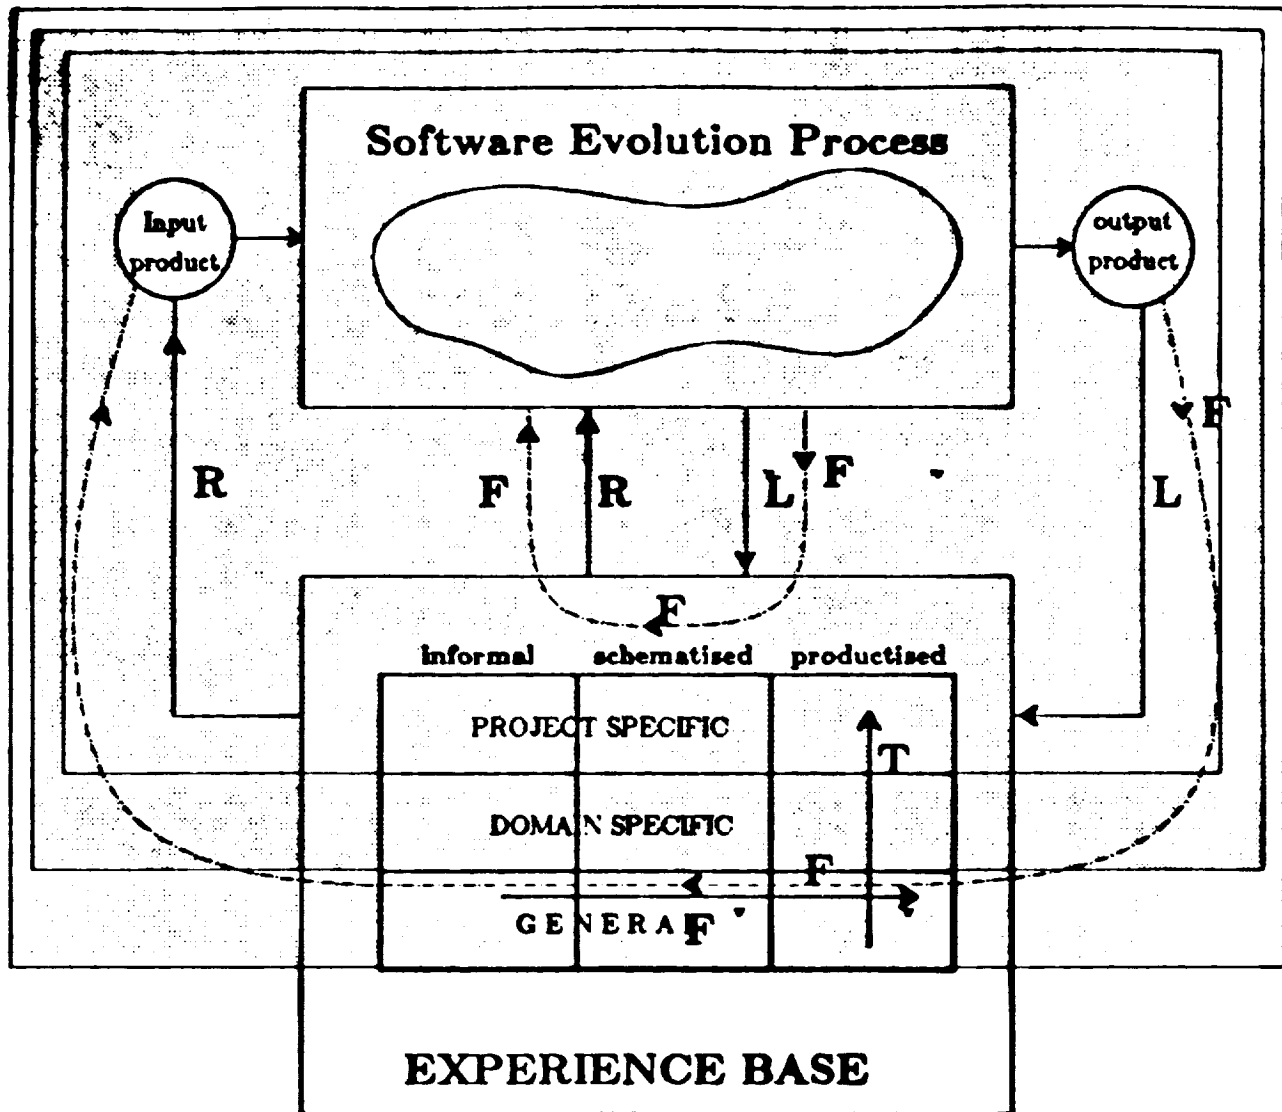 Software Evolution Process
Input
product
output
product
F
R
L
F
R
F
L
F
informal schematised productised
PROJECT SPECIFIC
T
DOMAIN SPECIFIC
F
GENERAL
F
EXPERIENCE BASE